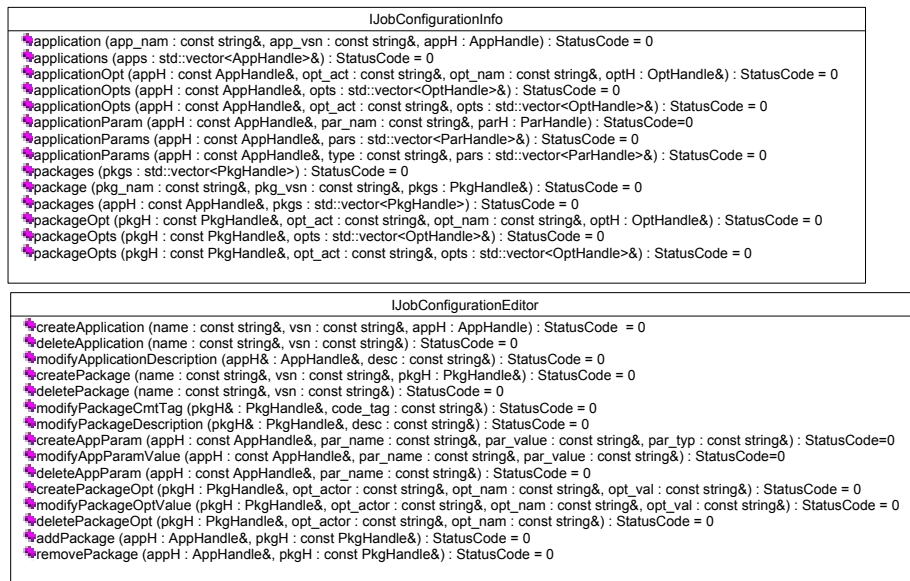 IJobConfigurationInfo
application (app_nam : const string&, app_vsn : const string&, appH : AppHandle) : StatusCode = 0
applications (apps : std::vector<AppHandle>&) : StatusCode = 0
applicationOpt (appH : const AppHandle&, opt_act : const string&, opt_nam : const string&, optH : OptHandle&) : StatusCode = 0
applicationOpts (appH : const AppHandle&, opts : std::vector<OptHandle>&) : StatusCode = 0
applicationOpts (appH : const AppHandle&, opt_act : const string&, opts : std::vector<OptHandle>&) : StatusCode = 0
applicationParam (appH : const AppHandle&, par_nam : const string&, parH : ParHandle) : StatusCode=0
applicationParams (appH : const AppHandle&, pars : std::vector<ParHandle>&) : StatusCode = 0
applicationParams (appH : const AppHandle&, type : const string&, pars : std::vector<ParHandle>&) : StatusCode = 0
packages (pkgs : std::vector<PkgHandle>) : StatusCode = 0
package (pkg_nam : const string&, pkg_vsn : const string&, pkgs : PkgHandle&) : StatusCode = 0
packages (appH : const AppHandle&, pkgs : std::vector<PkgHandle>) : StatusCode = 0
packageOpt (pkgH : const PkgHandle&, opt_act : const string&, opt_nam : const string&, optH : OptHandle&) : StatusCode = 0
packageOpts (pkgH : const PkgHandle&, opts : std::vector<OptHandle>&) : StatusCode = 0
packageOpts (pkgH : const PkgHandle&, opt_act : const string&, opts : std::vector<OptHandle>&) : StatusCode = 0
IJobConfigurationEditor
createApplication (name : const string&, vsn : const string&, appH : AppHandle) : StatusCode = 0
deleteApplication (name : const string&, vsn : const string&) : StatusCode = 0
modifyApplicationDescription (appH& : AppHandle&, desc : const string&) : StatusCode = 0
createPackage (name : const string&, vsn : const string&, pkgH : PkgHandle&) : StatusCode = 0
deletePackage (name : const string&, vsn : const string&) : StatusCode = 0
modifyPackageCmtTag (pkgH& : PkgHandle&, code_tag : const string&) : StatusCode = 0
modifyPackageDescription (pkgH& : PkgHandle&, desc : const string&) : StatusCode = 0
createAppParam (appH : const AppHandle&, par_name : const string&, par_value : const string&, par_typ : const string&) : StatusCode=0
modifyAppParamValue (appH : const AppHandle&, par_name : const string&, par_value : const string&) : StatusCode=0
deleteAppParam (appH : const AppHandle&, par_name : const string&) : StatusCode = 0
createPackageOpt (pkgH : PkgHandle&, opt_actor : const string&, opt_nam : const string&, opt_val : const string&) : StatusCode = 0
modifyPackageOptValue (pkgH : PkgHandle&, opt_actor : const string&, opt_nam : const string&, opt_val : const string&) : StatusCode = 0
deletePackageOpt (pkgH : PkgHandle&, opt_actor : const string&, opt_nam : const string&) : StatusCode = 0
addPackage (appH : AppHandle&, pkgH : const PkgHandle&) : StatusCode = 0
removePackage (appH : AppHandle&, pkgH : const PkgHandle&) : StatusCode = 0